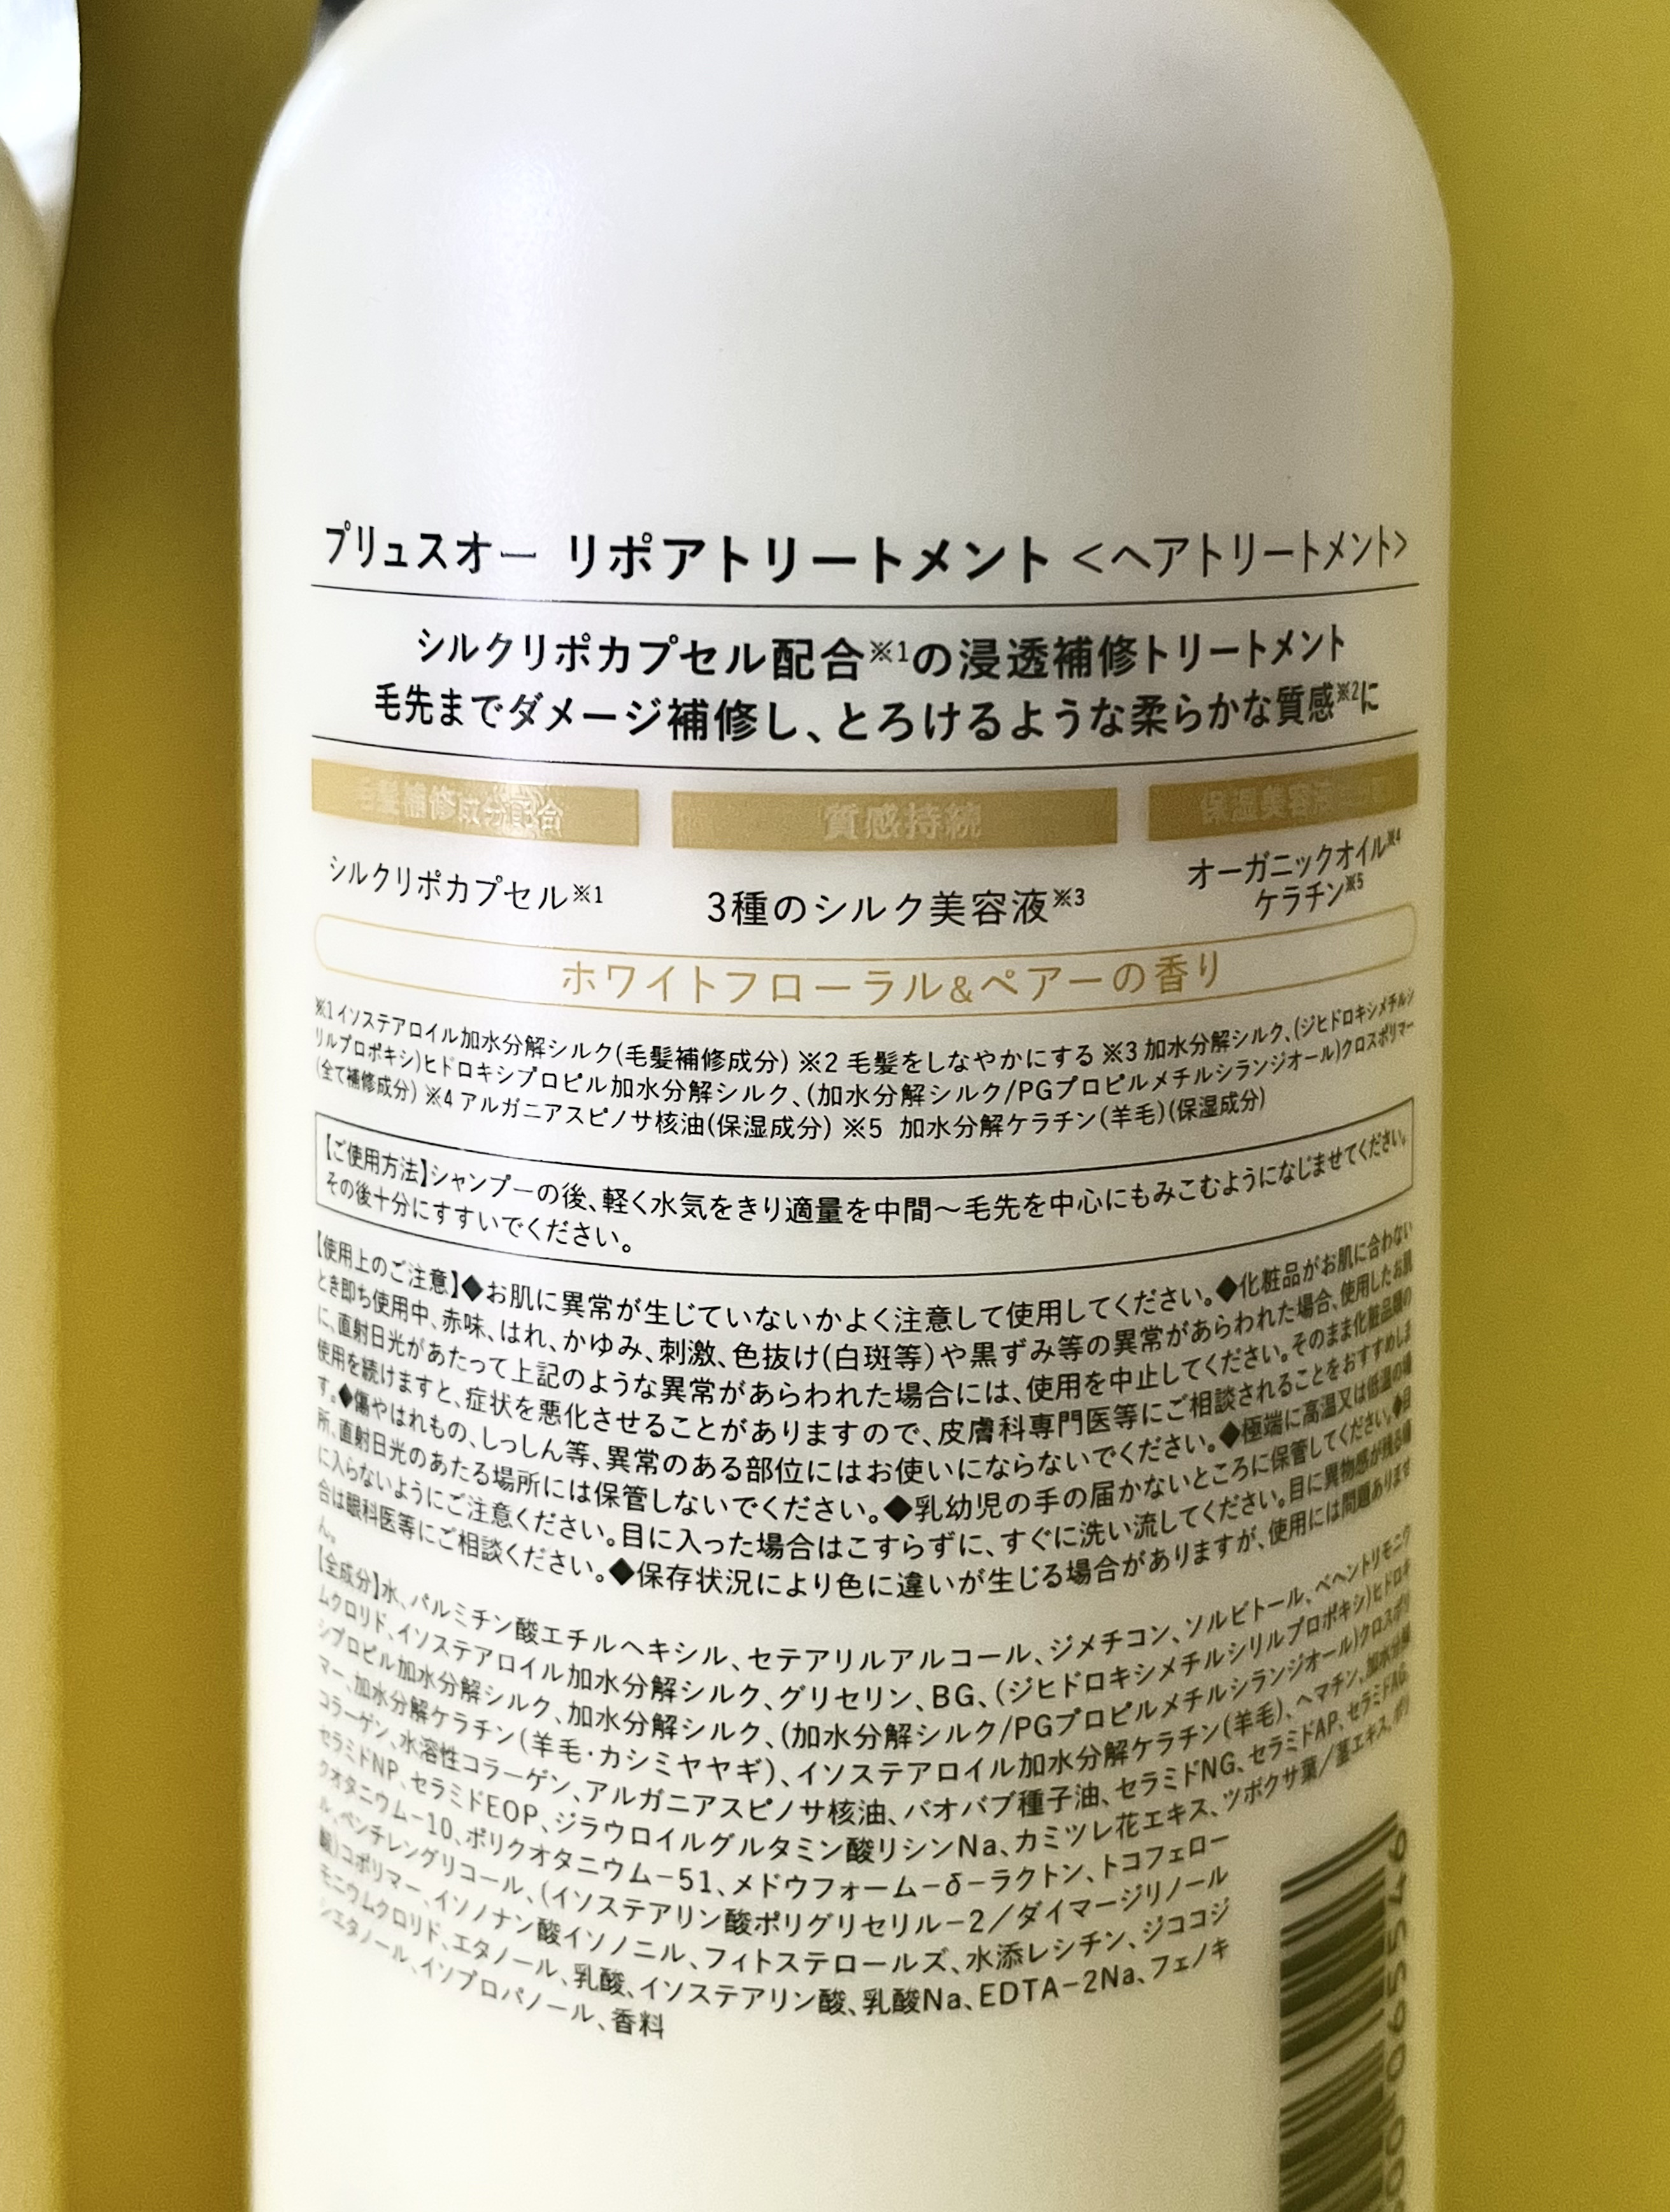 プリュスオー リポアトリートメント <ヘアトリートメント>
シルクリポカプセル配合※1の浸透補修トリートメント
毛先までダメージ補修し、とろけるような柔らかな質感※2に
毛髪補修成分配合 質感持続 保湿美容液
シルクリポカプセル※1 3種のシルク美容液※3 オーガニックオイル※4
ケラチン※5
ホワイトフローラル&ペアーの香り
※1 イソステアロイル加水分解シルク(毛髪補修成分) ※2 毛髪をしなやかにする ※3 加水分解シルク、(ジヒドロキシメチルシ
リルプロポキシ)ヒドロキシプロピル加水分解シルク、(加水分解シルク/PGプロピルメチルシランジオール)クロスポリマー
(全て補修成分) ※4 アルガニアスピノサ核油(保湿成分) ※5 加水分解ケラチン(羊毛)(保湿成分)
【ご使用方法】シャンプーの後、軽く水気をきり適量を中間～毛先を中心にもみこむようになじませてください。
その後十分にすすいでください。
【使用上のご注意】◆お肌に異常が生じていないかよく注意して使用してください。◆化粧品がお肌に合わない
とき即ち使用中、赤味、はれ、かゆみ、刺激、色抜け(白斑等)や黒ずみ等の異常があらわれた場合、使用したお肌
に、直射日光があたって上記のような異常があらわれた場合には、使用を中止してください。そのまま化粧品類の
使用を続けますと、症状を悪化させることがありますので、皮膚科専門医等にご相談されることをおすすめしま
す。◆傷やはれもの、しっしん等、異常のある部位にはお使いにならないでください。◆極端に高温又は低温の場
所、直射日光のあたる場所には保管しないでください。◆乳幼児の手の届かないところに保管してください。◆目
に入らないようにご注意ください。目に入った場合はこすらずに、すぐに洗い流してください。目に異物感が残る場
合は眼科医等にご相談ください。◆保存状況により色に違いが生じる場合がありますが、使用には問題ありませ
ん。
【全成分】水、パルミチン酸エチルヘキシル、セテアリルアルコール、ジメチコン、ソルビトール、ベヘントリモニウ
ムクロリド、イソステアロイル加水分解シルク、グリセリン、BG、(ジヒドロキシメチルシリルプロポキシ)ヒドロキ
シプロピル加水分解シルク、加水分解シルク、(加水分解シルク/PGプロピルメチルシランジオール)クロスポリ
マー、加水分解ケラチン(羊毛・カシミヤヤギ)、イソステアロイル加水分解ケラチン(羊毛)、ヘマチン、加水分解
コラーゲン、水溶性コラーゲン、アルガニアスピノサ核油、バオバブ種子油、セラミドNG、セラミドAP、セラミドAG、
セラミドNP、セラミドEOP、ジラウロイルグルタミン酸リシンNa、カミツレ花エキス、ツボクサ葉/茎エキス、ポリ
クオタニウム-10、ポリクオタニウム-51、メドウフォーム-δ-ラクトン、トコフェロー
ル、ペンチレングリコール、(イソステアリン酸ポリグリセリル-2/ダイマージリノール
酸)コポリマー、イソノナン酸イソノニル、フィトステロールズ、水添レシチン、ジココジ
モニウムクロリド、エタノール、乳酸、イソステアリン酸、乳酸Na、EDTA-2Na、フェノキ
シエタノール、イソプロパノール、香料